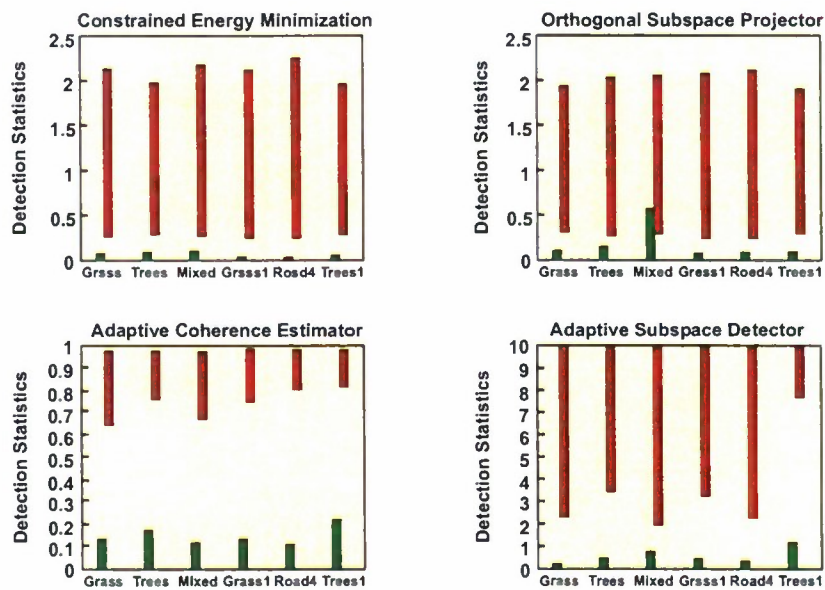 Constrained Energy Minimization
Detection Statistics
2.5
2
1.5
1
0.5
0
Grsss Trees Mixed Grsss1 Rosd4 Trees1
Orthogonal Subspace Projector
Detection Statistics
2.5
2
1.5
1
0.5
0
Grass Trees Mixed Gress1 Roed4 Trees1
Adaptive Coherence Estimator
Detection Statistics
1
0.9
0.8
0.7
0.6
0.5
0.4
0.3
0.2
0.1
0
Grass Trees Mixed Grass1 Road4 Trees1
Adaptive Subspace Detector
Detection Statistics
10
9
8
7
6
5
4
3
2
1
0
Grass Trees Mixed Grsss1 Road4 Trees1